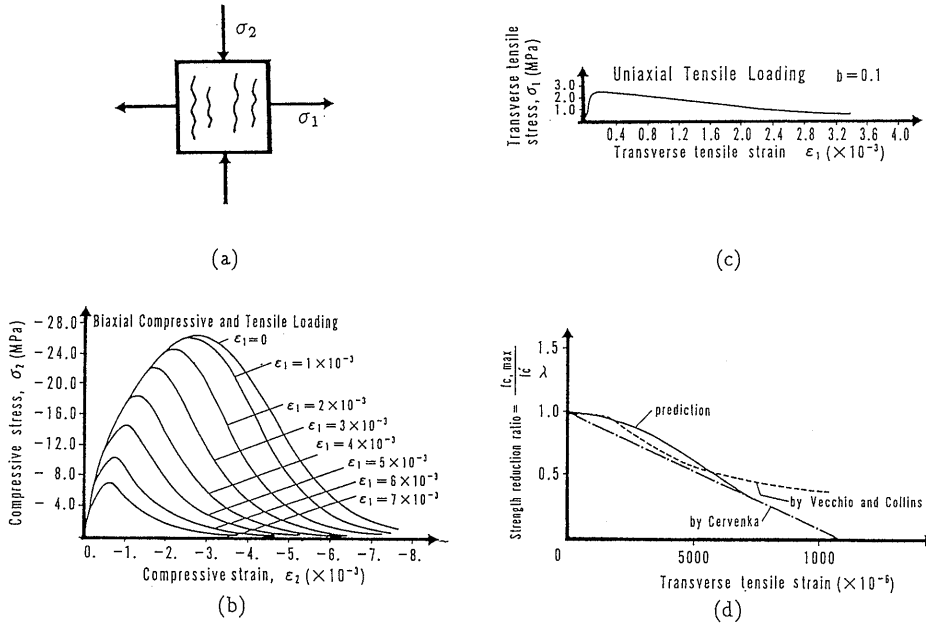 σ₂
σ₁
(a)
Transverse tensile stress, σ₁ (MPa)
3.0
2.0
1.0
Uniaxial Tensile Loading b=0.1
0.4 0.8 1.2 1.6 2.0 2.4 2.8 3.2 3.6 4.0
Transverse tensile strain ε₁ (×10⁻³)
(c)
Compressive stress, σ₂ (MPa)
−28.0
−24.0
−22.0
−16.0
−12.0
−8.0
−4.0
Biaxial Compressive and Tensile Loading
ε₁=0
ε₁=1×10⁻³
ε₁=2×10⁻³
ε₁=3×10⁻³
ε₁=4×10⁻³
ε₁=5×10⁻³
ε₁=6×10⁻³
ε₁=7×10⁻³
0. −1. −1. −2. −3. −4. −5. −7. −8.
Compressive strain, ε₂ (×10⁻³)
(b)
Strength reduction ratio= fc, max / fć λ
1.5
1.0
0.5
0
prediction
by Vecchio and Collins
by Cervenka
5000 1000
Transverse tensile strain (×10⁻⁶)
(d)